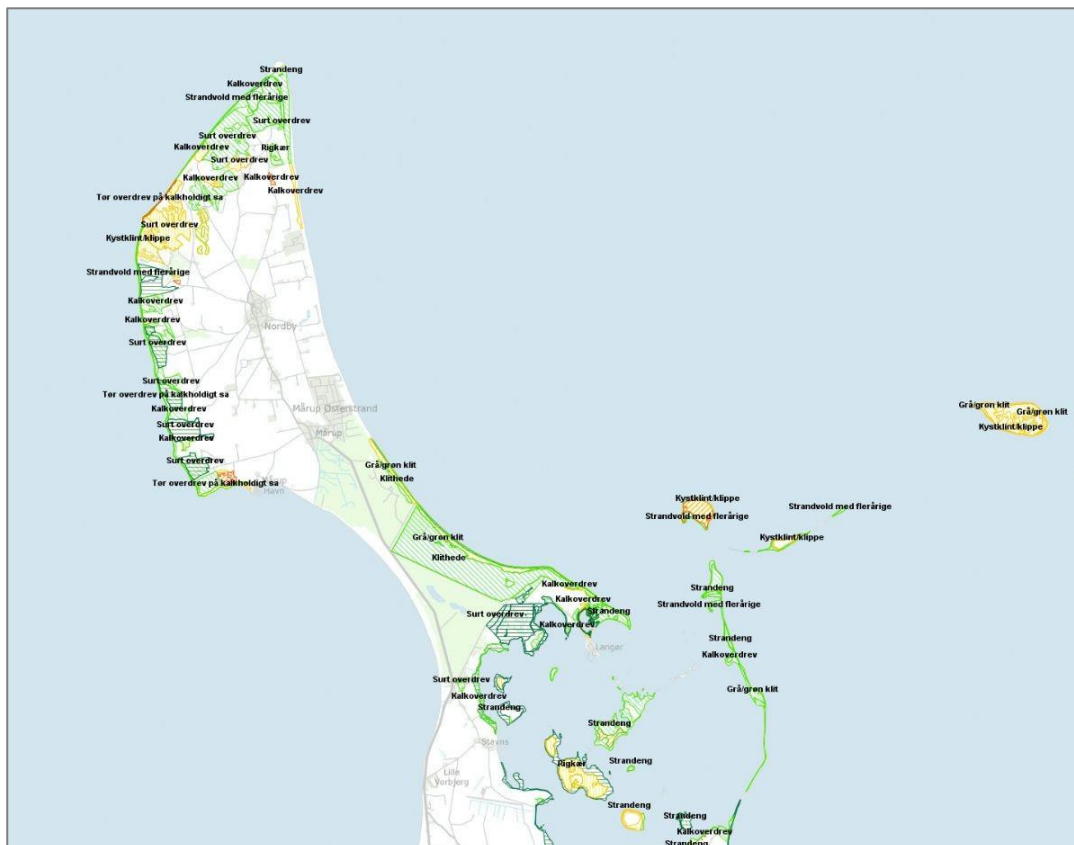 Strandeng
Kalkoverdrev
Strandvold med flerårige
Surt overdrev
Surt overdrev
Kalkoverdrev
Rigkær
Surt overdrev
Kalkoverdrev
Kalkoverdrev
Kalkoverdrev
Tør overdrev på kalkholdigt sa
Surt overdrev
Kystklint/klippe
Strandvold med flerårige
Kalkoverdrev
Kalkoverdrev
Nordby
Surt overdrev
Surt overdrev
Tør overdrev på kalkholdigt sa
Kalkoverdrev
Mårup Østerstrand
Grå/grøn klit
Grå/grøn klit
Kystklint/klippe
Surt overdrev
Mårup
Kalkoverdrev
Surt overdrev
Grå/grøn klit
Klithede
Tør overdrev på kalkholdigt sa
Havn
Kystklint/klippe
Strandvold med flerårige
Strandvold med flerårige
Grå/grøn klit
Kystklint/klippe
Klithede
Kalkoverdrev
Strandeng
Kalkoverdrev
Strandvold med flerårige
Surt overdrev
Strandeng
Kalkoverdrev
Strandeng
Langør
Kalkoverdrev
Surt overdrev
Grå/grøn klit
Kalkoverdrev
Strandeng
Strandeng
Stavns
Rigkær
Strandeng
Lille
Vorbjerg
Strandeng
Strandeng
Kalkoverdrev
Strandeng